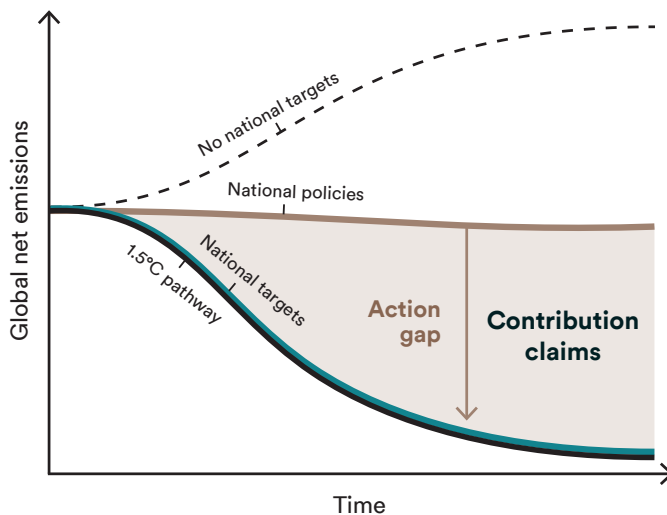 No national targets
National policies
National targets
1.5°C pathway
Action
gap
Contribution
claims
Global net emissions
Time